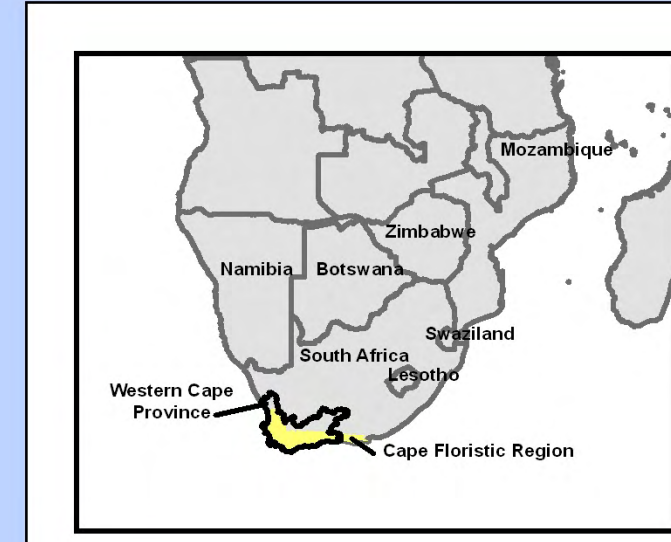 Mozambique
Zimbabwe
Namibia
Botswana
Swaziland
South Africa
Lesotho
Western Cape
Province
Cape Floristic Region